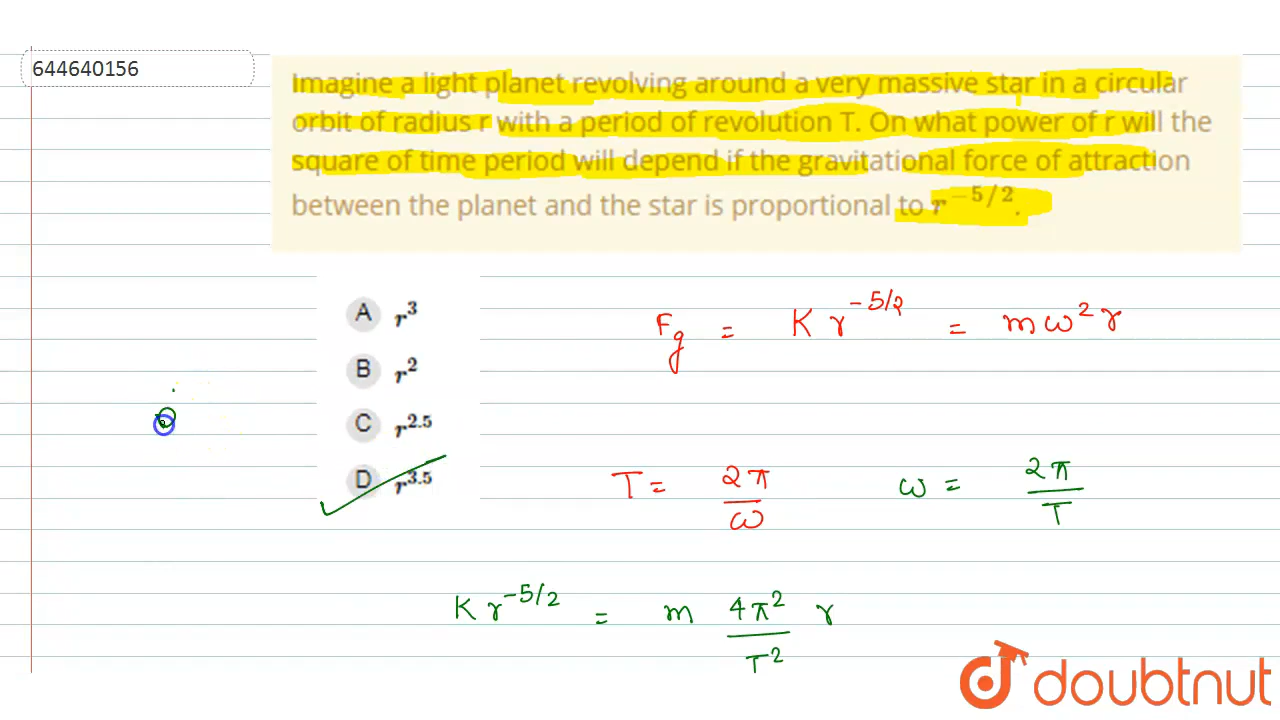 644640156
Imagine a light planet revolving around a very massive star in a circular
orbit of radius r with a period of revolution T. On what power of r will the
square of time period will depend if the gravitational force of attraction
between the planet and the star is proportional to r^{-5/2}.
A r^3
B r^2
C r^{2.5}
D r^{3.5}
F_g = K r^{-5/2} = m ω^2 r
T = 2π/ω ω = 2π/T
K r^{-5/2} = m 4π^2/T^2 r
doubtnut